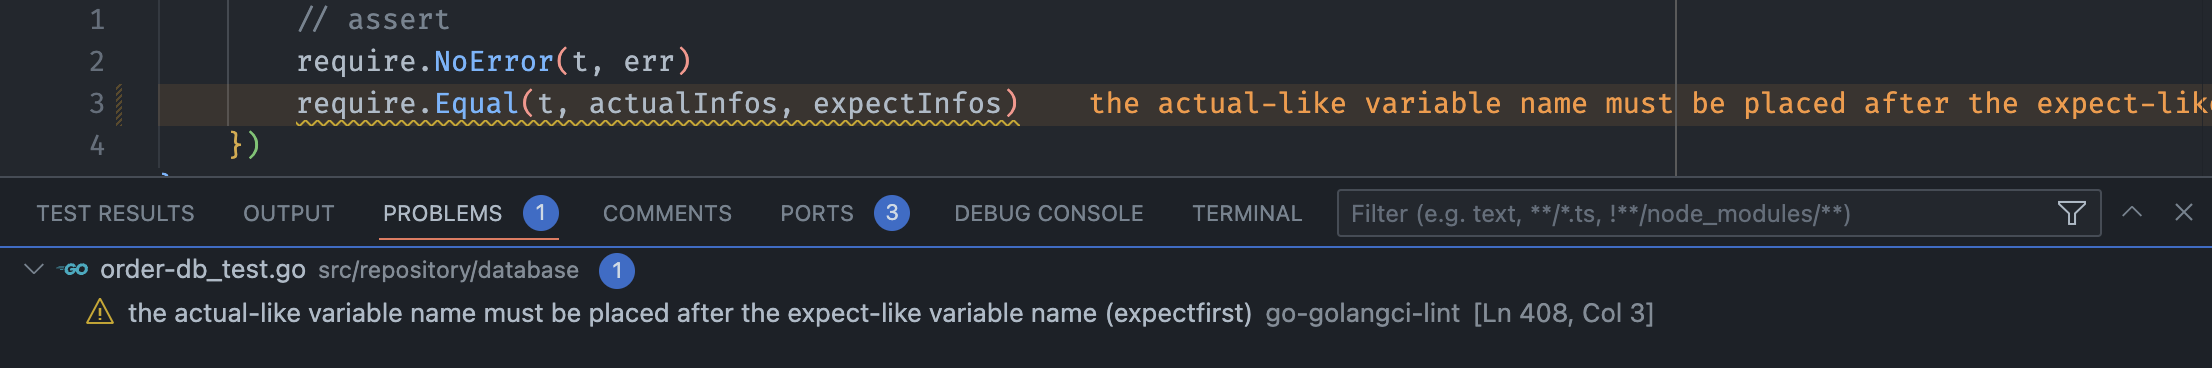 1 // assert
2 require.NoError(t, err)
3 require.Equal(t, actualInfos, expectInfos) the actual-like variable name must be placed after the expect-lik
4 })
TEST RESULTS OUTPUT PROBLEMS 1 COMMENTS PORTS 3 DEBUG CONSOLE TERMINAL Filter (e.g. text, **/*.ts, !**/node_modules/**)
GO order-db_test.go src/repository/database 1
the actual-like variable name must be placed after the expect-like variable name (expectfirst) go-golangci-lint [Ln 408, Col 3]